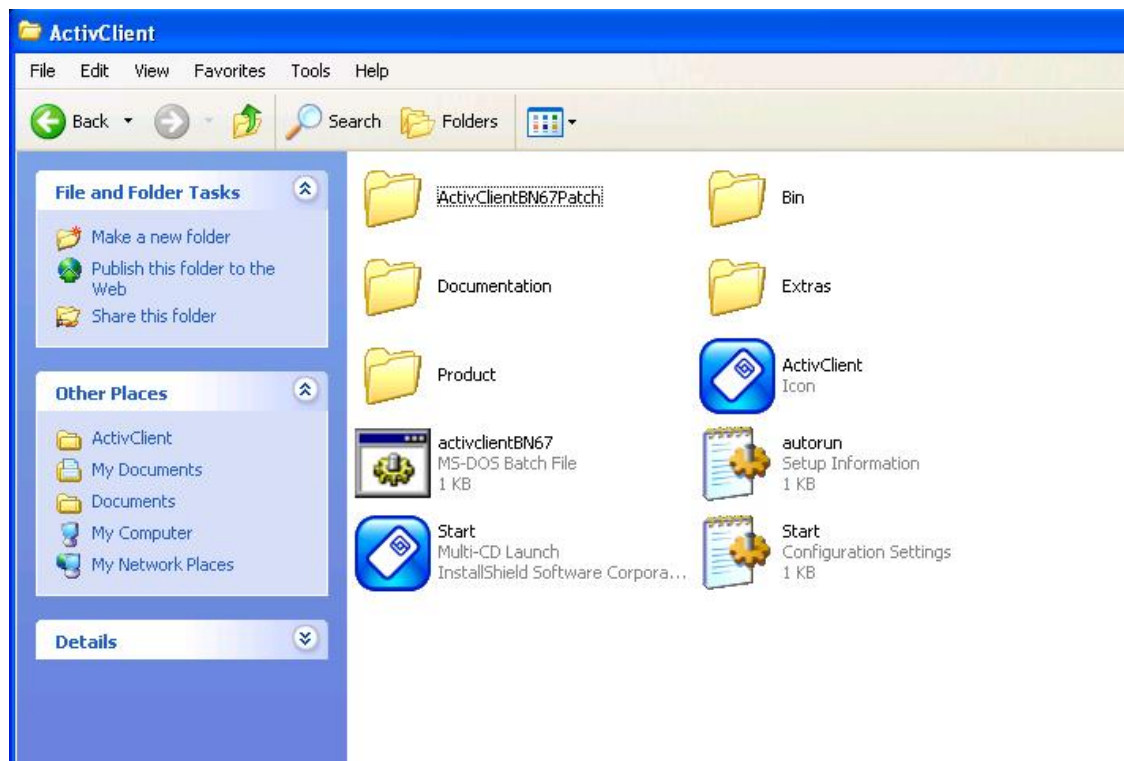 ActivClient
File Edit View Favorites Tools Help
Back Search Folders
File and Folder Tasks
Make a new folder
Publish this folder to the
Web
Share this folder
Other Places
ActivClient
My Documents
Documents
My Computer
My Network Places
Details
ActivClientBN67Patch
Bin
Documentation
Extras
Product
ActivClient
Icon
activclientBN67
MS-DOS Batch File
1 KB
autorun
Setup Information
1 KB
Start
Multi-CD Launch
InstallShield Software Corpora...
Start
Configuration Settings
1 KB